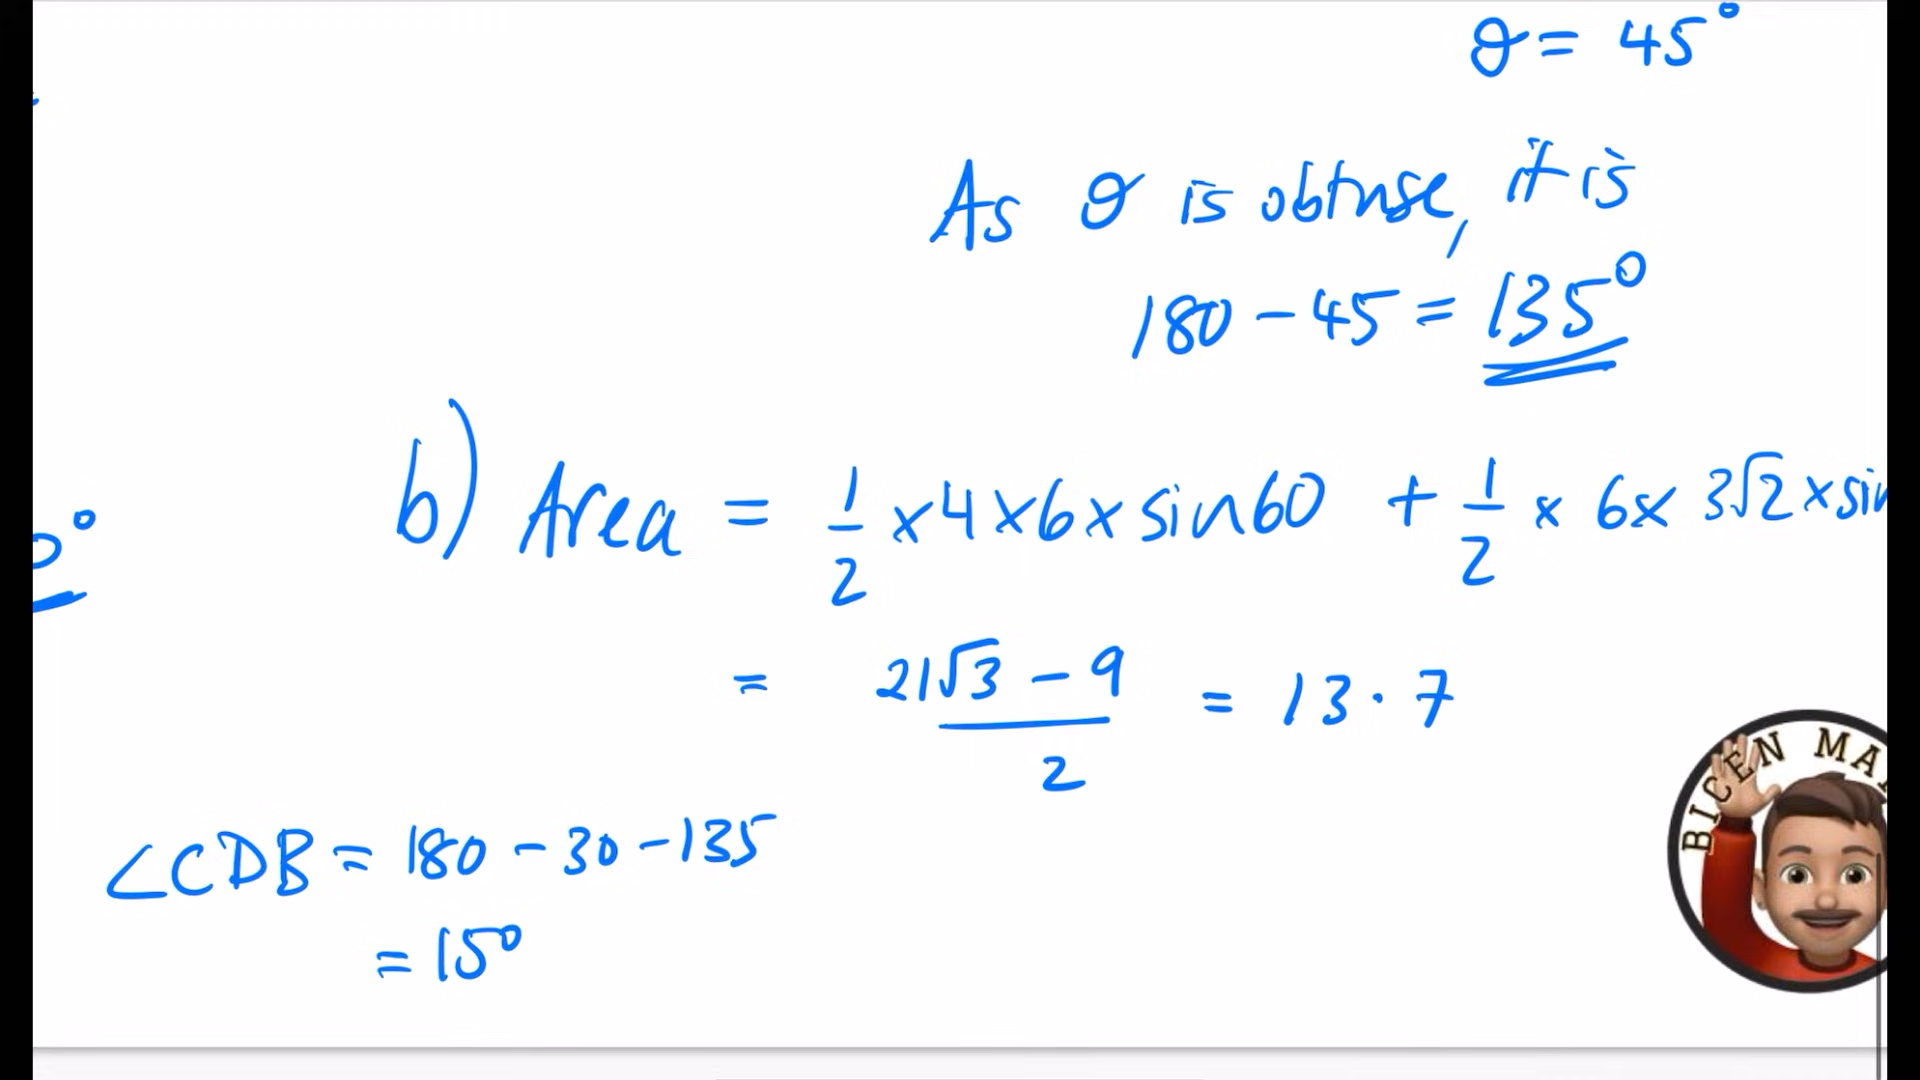 θ = 45°
As θ is obtuse, it is
180 - 45 = 135°
b) Area = 1/2 × 4 × 6 × sin60 + 1/2 × 6 × 3√2 × sin
= (21√3 - 9)/2 = 13.7
∠CDB = 180 - 30 - 135
= 15°
BICEN MA